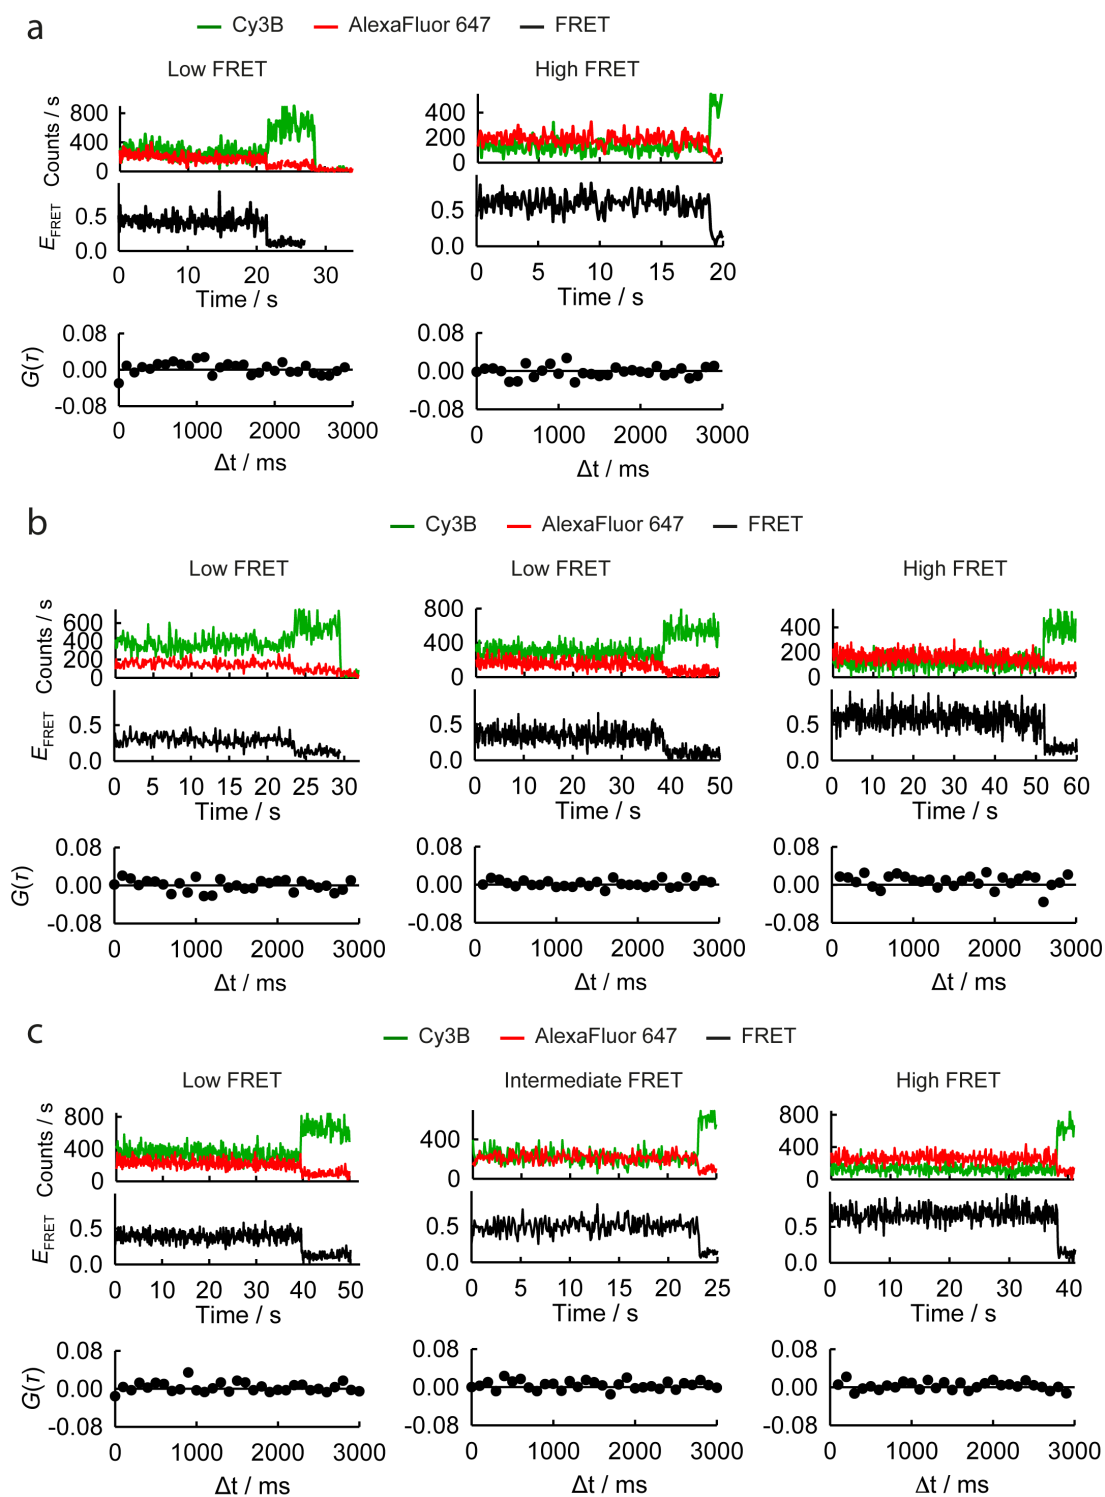 a
Cy3B AlexaFluor 647 FRET
Low FRET High FRET
Counts / s 800 400 0 400 200 0
E_FRET 0.5 0.0 0.5 0.0
0 10 20 30 0 5 10 15 20
Time / s Time / s
G(τ) 0.08 0.00 -0.08 0.08 0.00 -0.08
0 1000 2000 3000 0 1000 2000 3000
Δt / ms Δt / ms
b
Cy3B AlexaFluor 647 FRET
Low FRET Low FRET High FRET
Counts / s 600 400 200 0 800 400 0 400 200 0
E_FRET 0.5 0.0 0.5 0.0 0.5 0.0
0 5 10 15 20 25 30 32 0 10 20 30 40 50 0 10 20 30 40 50 60
Time / s Time / s Time / s
G(τ) 0.08 0.00 -0.08 0.08 0.00 -0.08 0.08 0.00 -0.08
0 1000 2000 3000 0 1000 2000 3000 0 1000 2000 3000
Δt / ms Δt / ms Δt / ms
c
Cy3B AlexaFluor 647 FRET
Low FRET Intermediate FRET High FRET
Counts / s 800 400 0 400 0 800 400 0
E_FRET 0.5 0.0 0.5 0.0 0.5 0.0
0 10 20 30 40 50 0 5 10 15 20 25 0 10 20 30 40
Time / s Time / s Time / s
G(τ) 0.08 0.00 -0.08 0.08 0.00 -0.08 0.08 0.00 -0.08
0 1000 2000 3000 0 1000 2000 3000 0 1000 2000 3000
Δt / ms Δt / ms Δt / ms